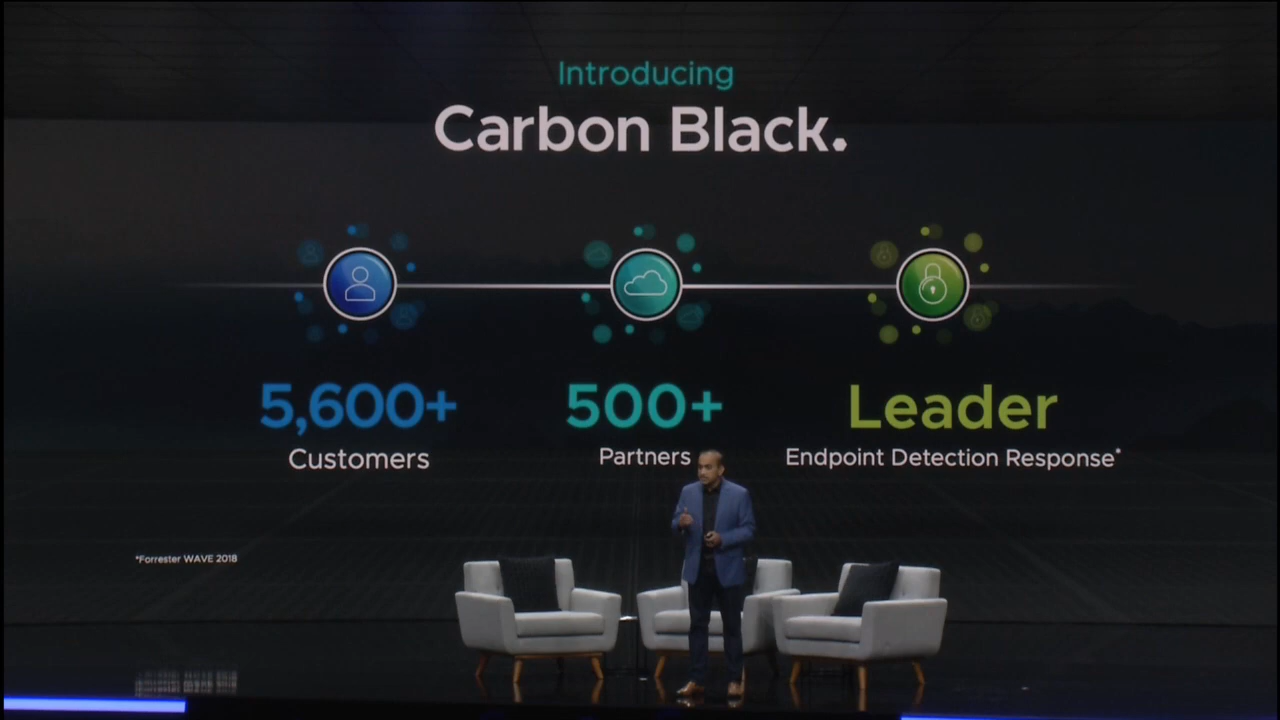 Introducing
Carbon Black.
5,600+
Customers
500+
Partners
Leader
Endpoint Detection Response*
*Forrester WAVE 2018